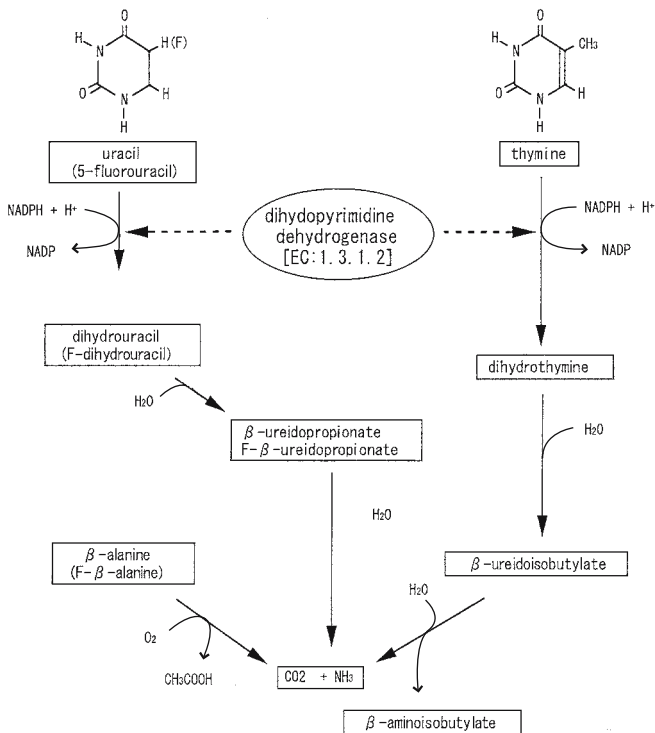 O
H
H(F)
N
O
N
H
H
uracil
(5-fluorouracil)
O
H
CH₃
N
O
N
H
H
thymine
NADPH + H⁺
NADP
dihydopyrimidine
dehydrogenase
[EC:1.3.1.2]
NADPH + H⁺
NADP
dihydrouracil
(F-dihydrouracil)
dihydrothymine
H₂O
β-ureidopropionate
F-β-ureidopropionate
H₂O
H₂O
β-alanine
(F-β-alanine)
β-ureidoisobutylate
H₂O
O₂
CH₃COOH
CO2 + NH₃
β-aminoisobutylate